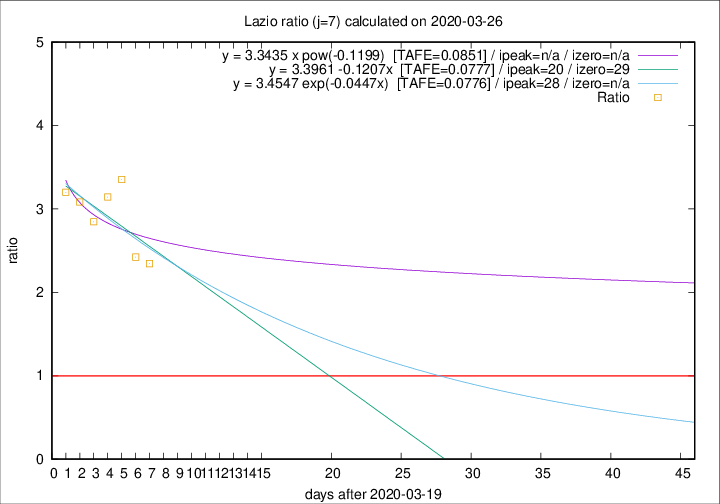 Lazio ratio (j=7) calculated on 2020-03-26
y = 3.3435 x pow(-0.1199)  [TAFE=0.0851] / ipeak=n/a / izero=n/a
y = 3.3961 -0.1207x  [TAFE=0.0777] / ipeak=20 / izero=29
y = 3.4547 exp(-0.0447x)  [TAFE=0.0776] / ipeak=28 / izero=n/a
Ratio
5
4
3
2
1
0
ratio
0 1 2 3 4 5 6 7 8 9 10 11 12 13 14 15 20 25 30 35 40 45
days after 2020-03-19